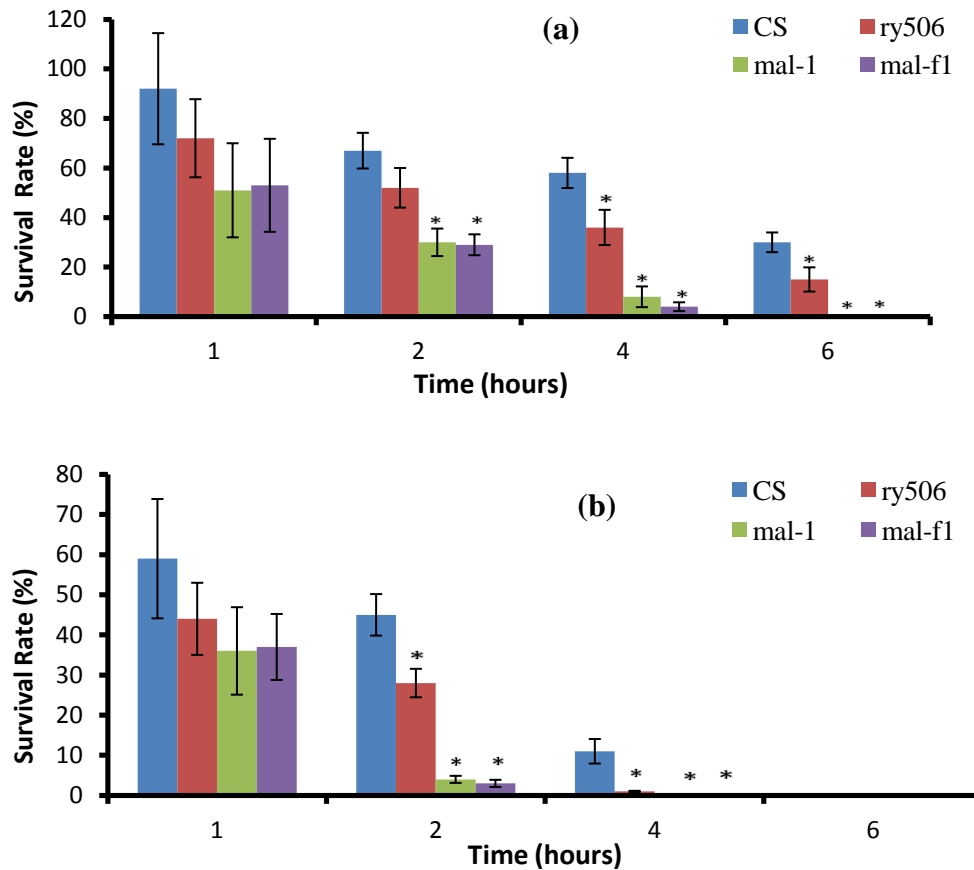 (a)
CS ry506
mal-1 mal-f1
Survival Rate (%)
120
100
80
60
40
20
0
* *
* * *
* * *
1 2 4 6
Time (hours)
(b)
CS ry506
mal-1 mal-f1
Survival Rate (%)
80
70
60
50
40
30
20
10
0
* * *
* * *
1 2 4 6
Time (hours)